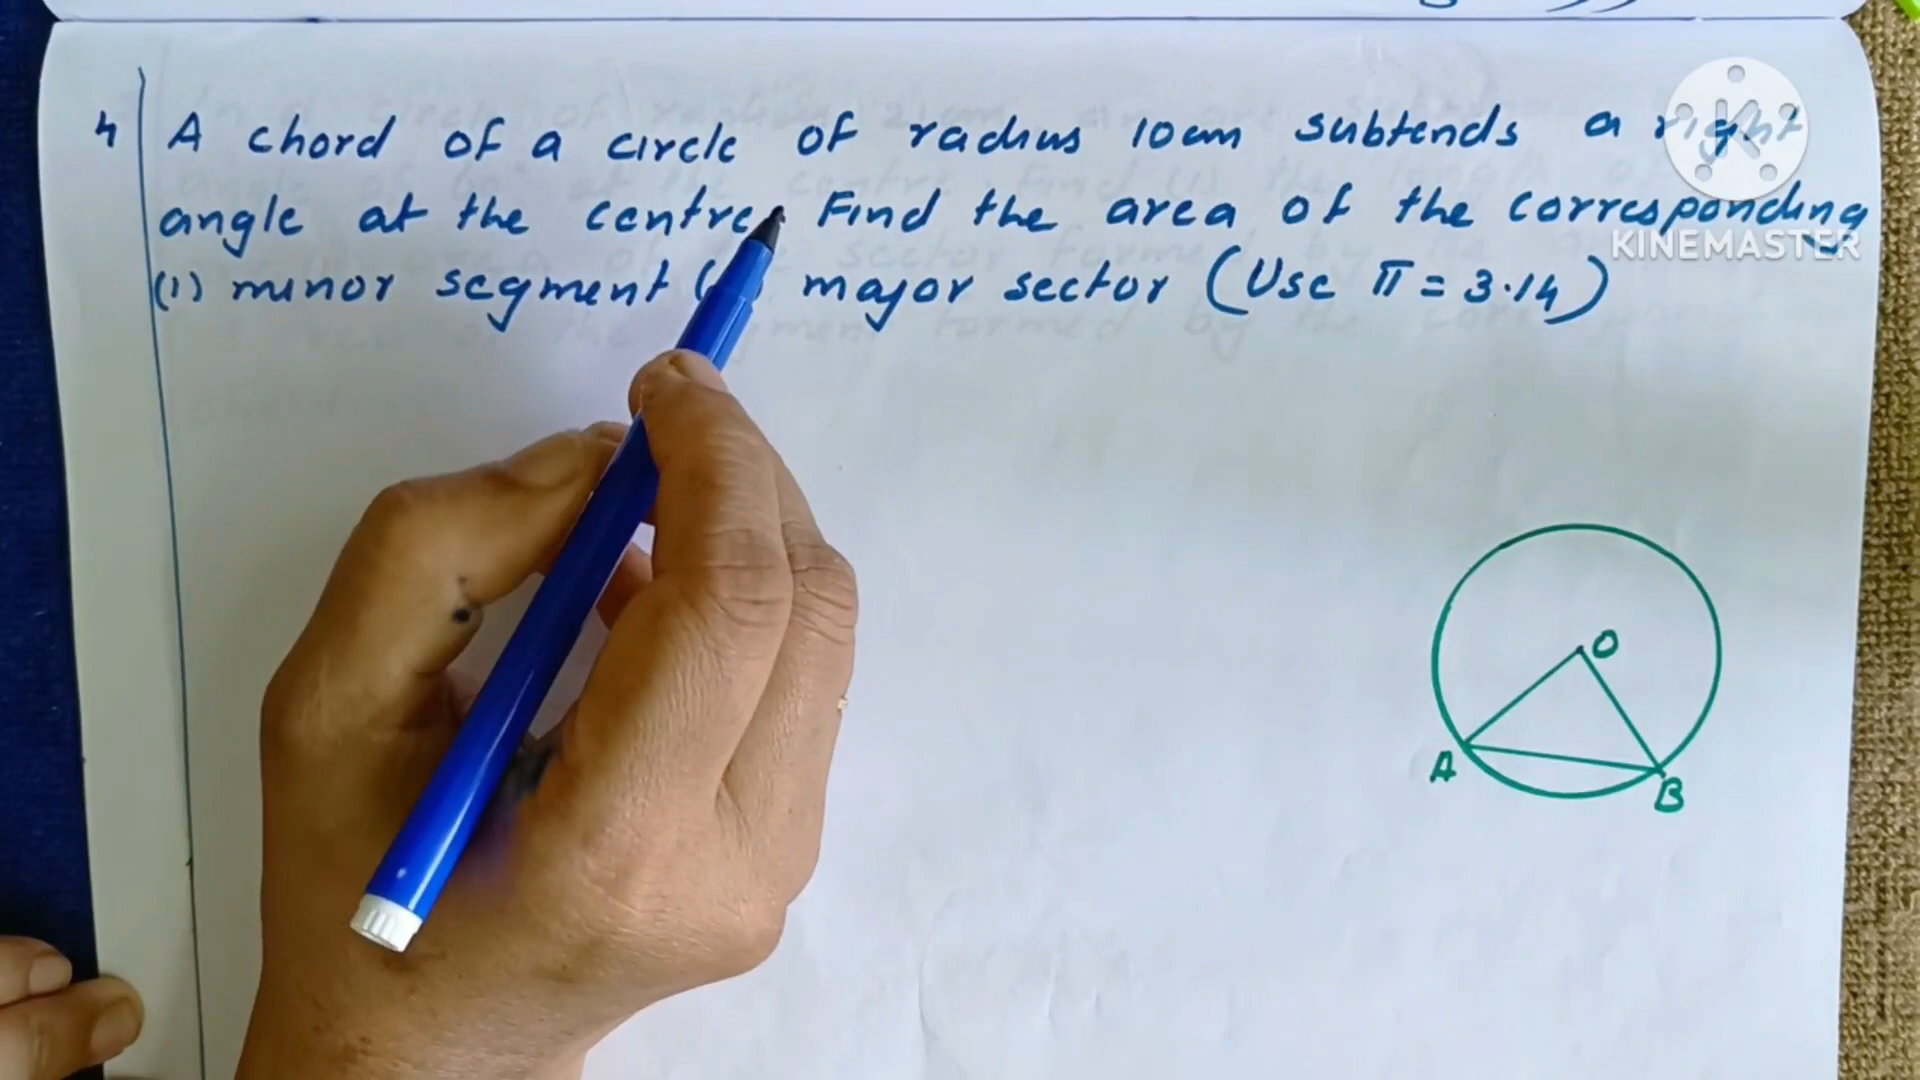 4 A chord of a circle of radius 10cm subtends a right
angle at the centre. Find the area of the corresponding
(i) minor segment major sector (Use π = 3.14)
KINEMASTER
O
A
B